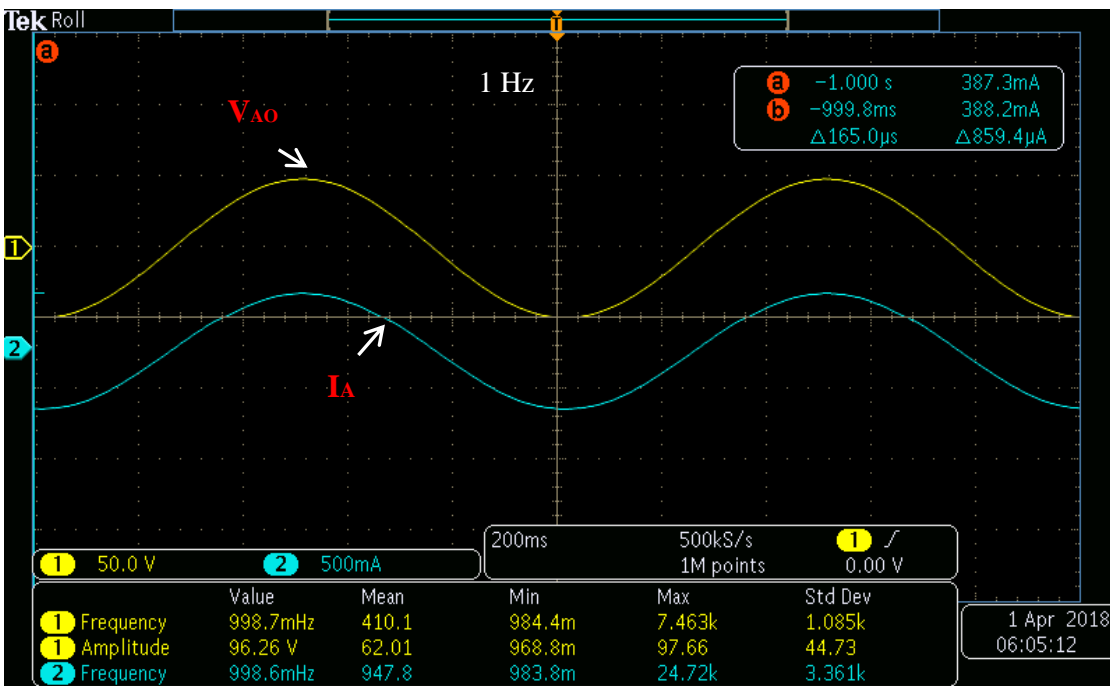 Tek Roll
T
a
1 Hz
a -1.000 s 387.3mA
b -999.8ms 388.2mA
Δ165.0μs Δ859.4μA
VAO
1
2
IA
1 50.0 V 2 500mA
200ms 500kS/s 1
1M points 0.00 V
Value Mean Min Max Std Dev
1 Frequency 998.7mHz 410.1 984.4m 7.463k 1.085k
1 Amplitude 96.26 V 62.01 968.8m 97.66 44.73
2 Frequency 998.6mHz 947.8 983.8m 24.72k 3.361k
1 Apr 2018
06:05:12